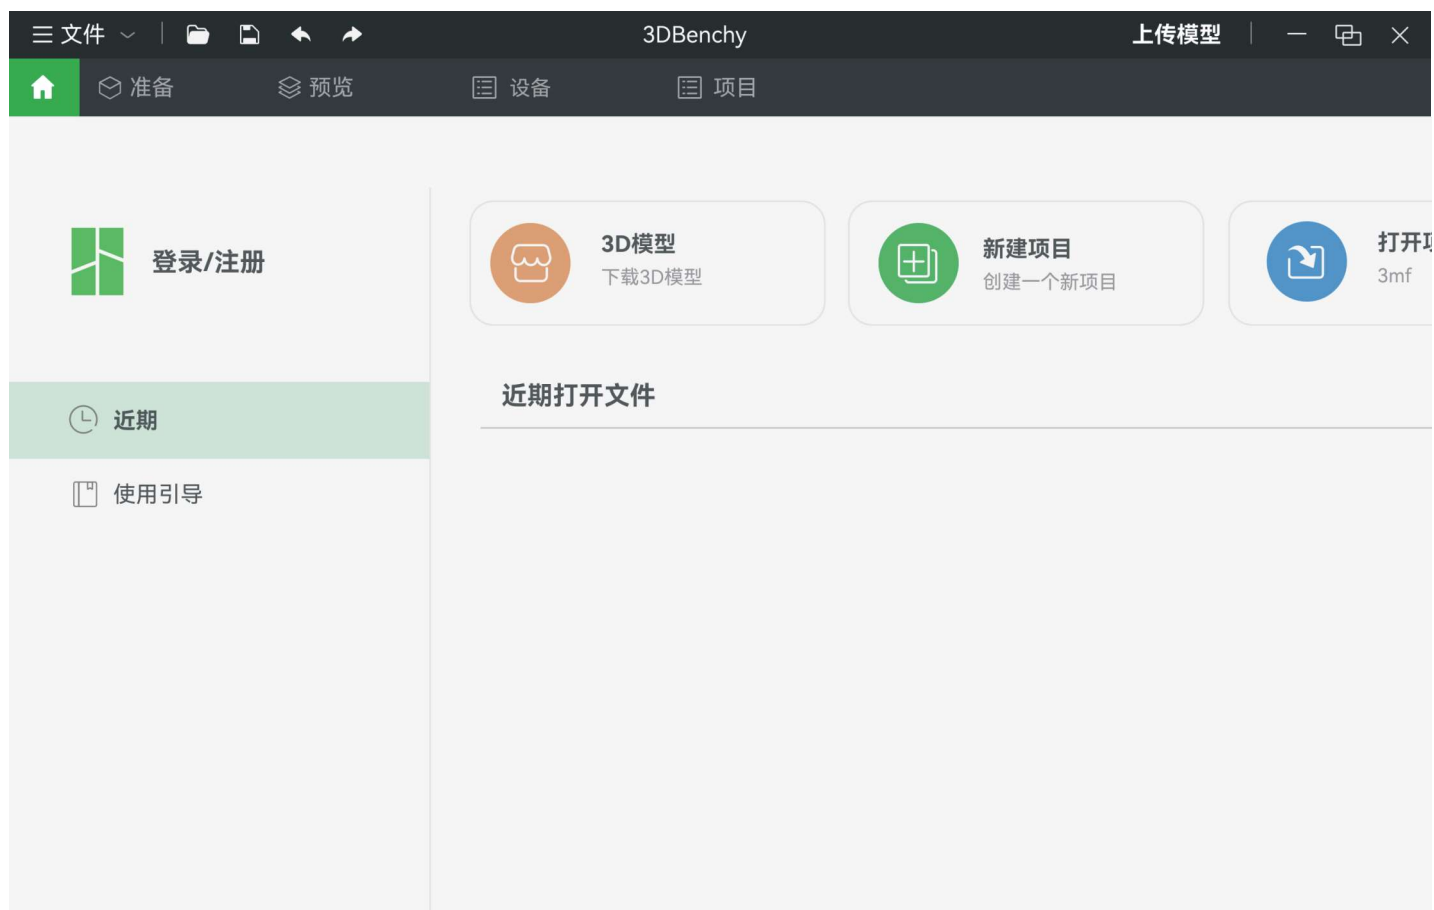 文件
3DBenchy
上传模型
准备
预览
设备
项目
登录/注册
3D模型
下载3D模型
新建项目
创建一个新项目
打开
3mf
近期打开文件
近期
使用引导